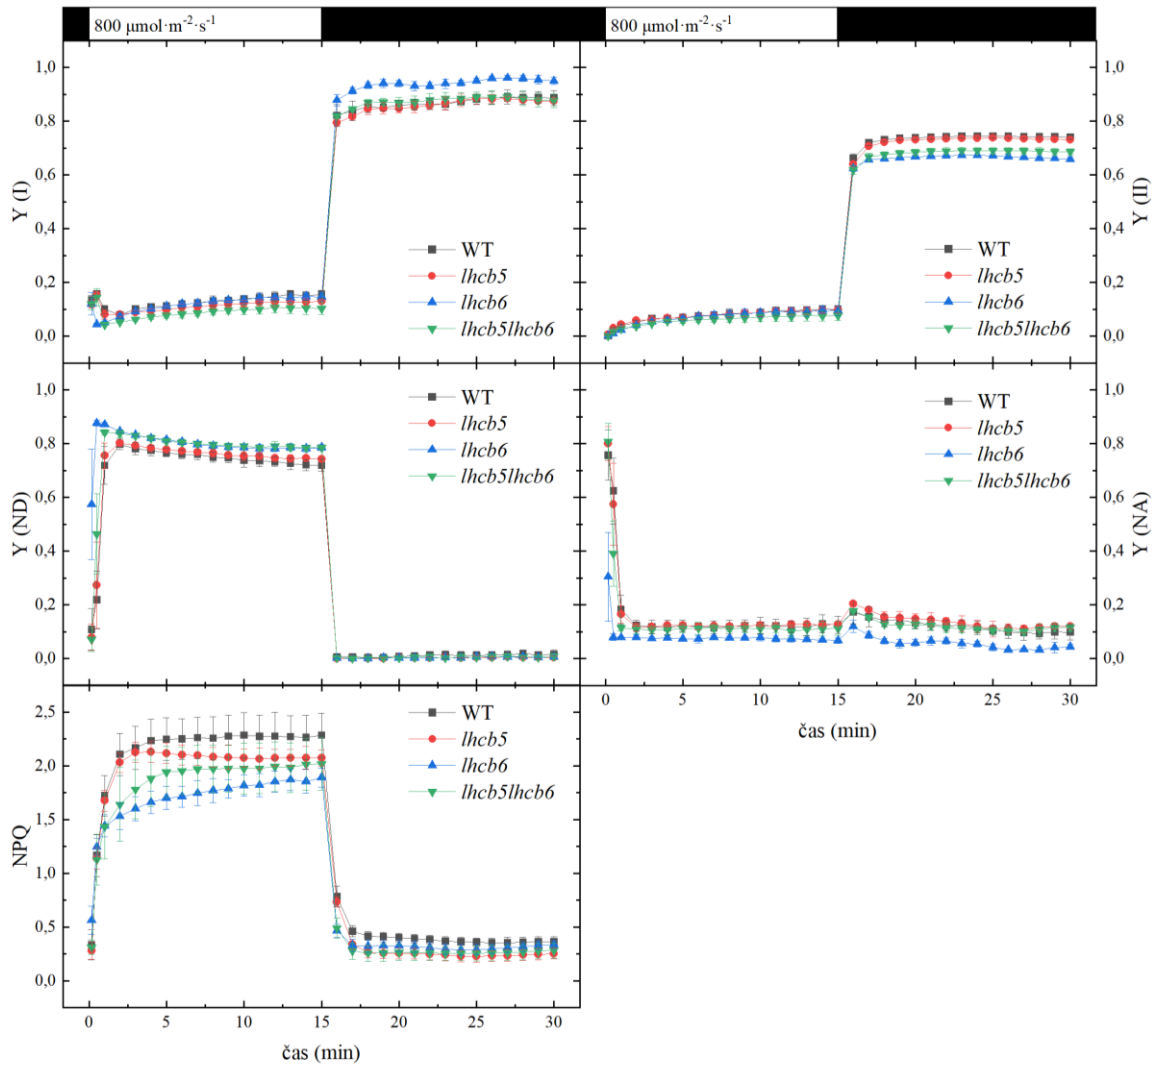 800 μmol·m⁻²·s⁻¹
800 μmol·m⁻²·s⁻¹
1,0
0,8
0,6
0,4
0,2
0,0
Y (I)
WT
lhcb5
lhcb6
lhcb5lhcb6
WT
lhcb5
lhcb6
lhcb5lhcb6
1,0
0,8
0,6
0,4
0,2
0,0
Y (II)
1,0
0,8
0,6
0,4
0,2
0,0
Y (ND)
WT
lhcb5
lhcb6
lhcb5lhcb6
WT
lhcb5
lhcb6
lhcb5lhcb6
1,0
0,8
0,6
0,4
0,2
0,0
Y (NA)
0 5 10 15 20 25 30
čas (min)
2,5
2,0
1,5
1,0
0,5
0,0
NPQ
WT
lhcb5
lhcb6
lhcb5lhcb6
0 5 10 15 20 25 30
čas (min)